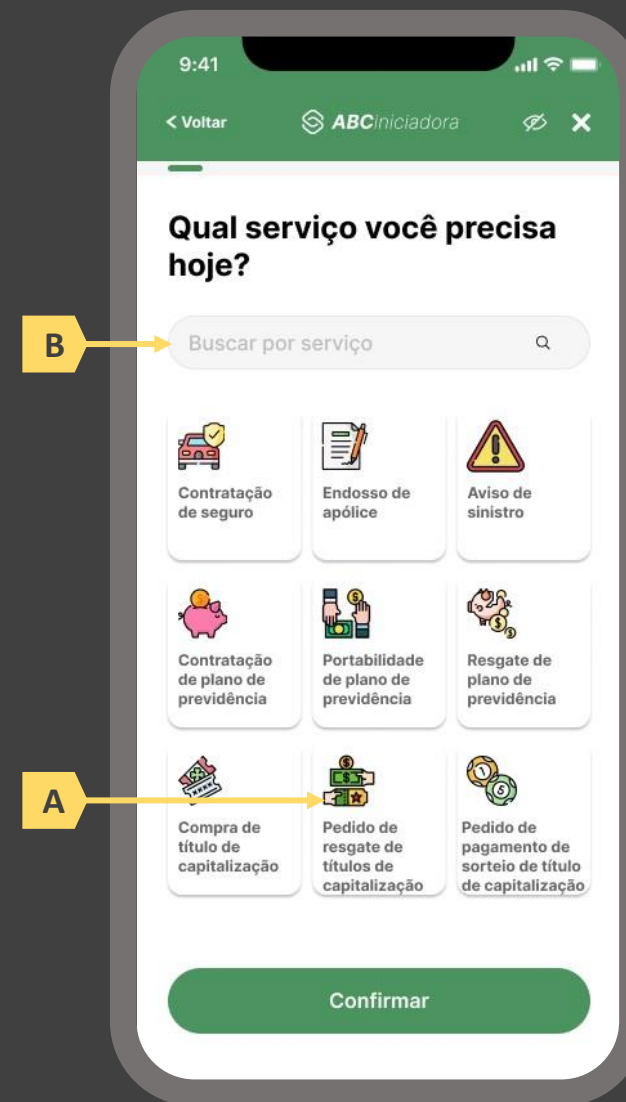 9:41
< Voltar
ABCiniciadora
Qual serviço você precisa
hoje?
B
Buscar por serviço
Contratação
de seguro
Endosso de
apólice
Aviso de
sinistro
Contratação
de plano de
previdência
Portabilidade
de plano de
previdência
Resgate de
plano de
previdência
A
Compra de
título de
capitalização
Pedido de
resgate de
títulos de
capitalização
Pedido de
pagamento de
sorteio de título
de capitalização
Confirmar